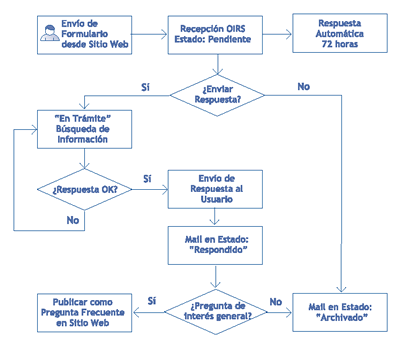 Envío de
Formulario
desde Sitio Web
Recepción OIRS
Estado: Pendiente
Respuesta
Automática
72 horas
¿Enviar
Respuesta?
Sí
No
"En Trámite"
Búsqueda de
Información
¿Respuesta OK?
Sí
No
Envio de
Respuesta al
Usuario
Mail en Estado:
"Respondido"
¿Pregunta de
interés general?
Sí
No
Publicar como
Pregunta Frecuente
en Sitio Web
Mail en Estado:
"Archivado"